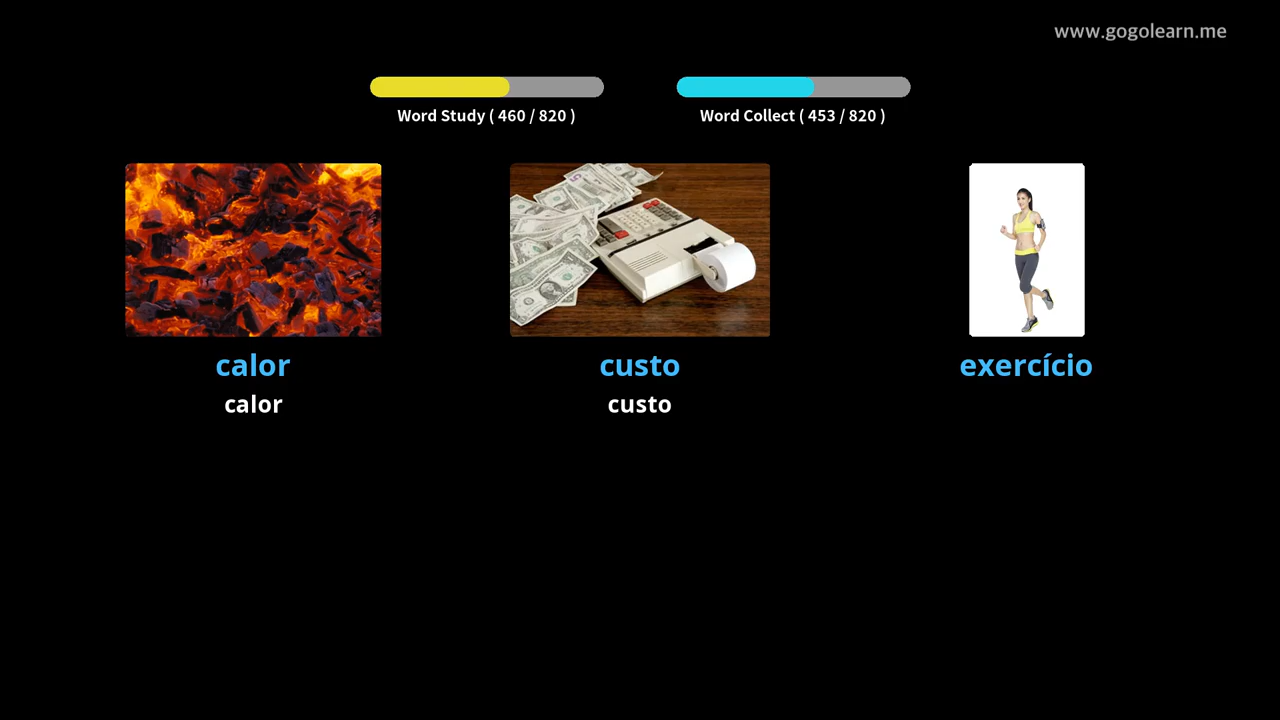 www.gogolearn.me
Word Study ( 460 / 820 )
Word Collect ( 453 / 820 )
calor
custo
exercício
calor
custo